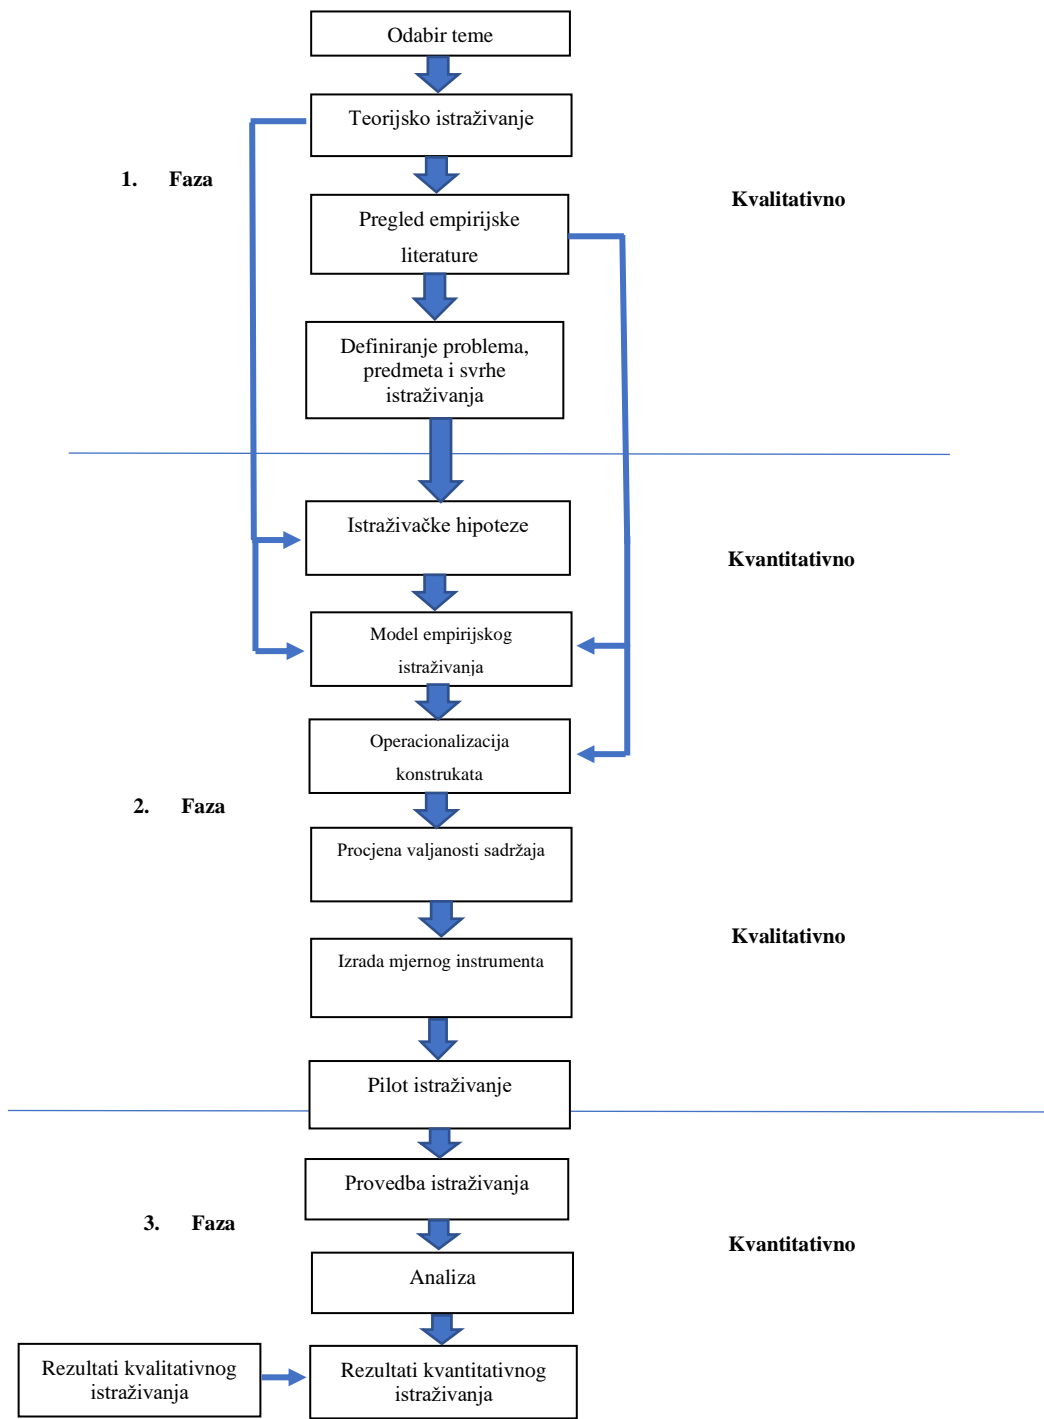 Odabir teme
Teorijsko istraživanje
1. Faza
Kvalitativno
Pregled empirijske
literature
Definiranje problema,
predmeta i svrhe
istraživanja
Istraživačke hipoteze
Kvantitativno
Model empirijskog
istraživanja
Operacionalizacija
konstrukata
2. Faza
Procjena valjanosti sadržaja
Kvalitativno
Izrada mjernog instrumenta
Pilot istraživanje
Provedba istraživanja
3. Faza
Kvantitativno
Analiza
Rezultati kvalitativnog
istraživanja
Rezultati kvantitativnog
istraživanja